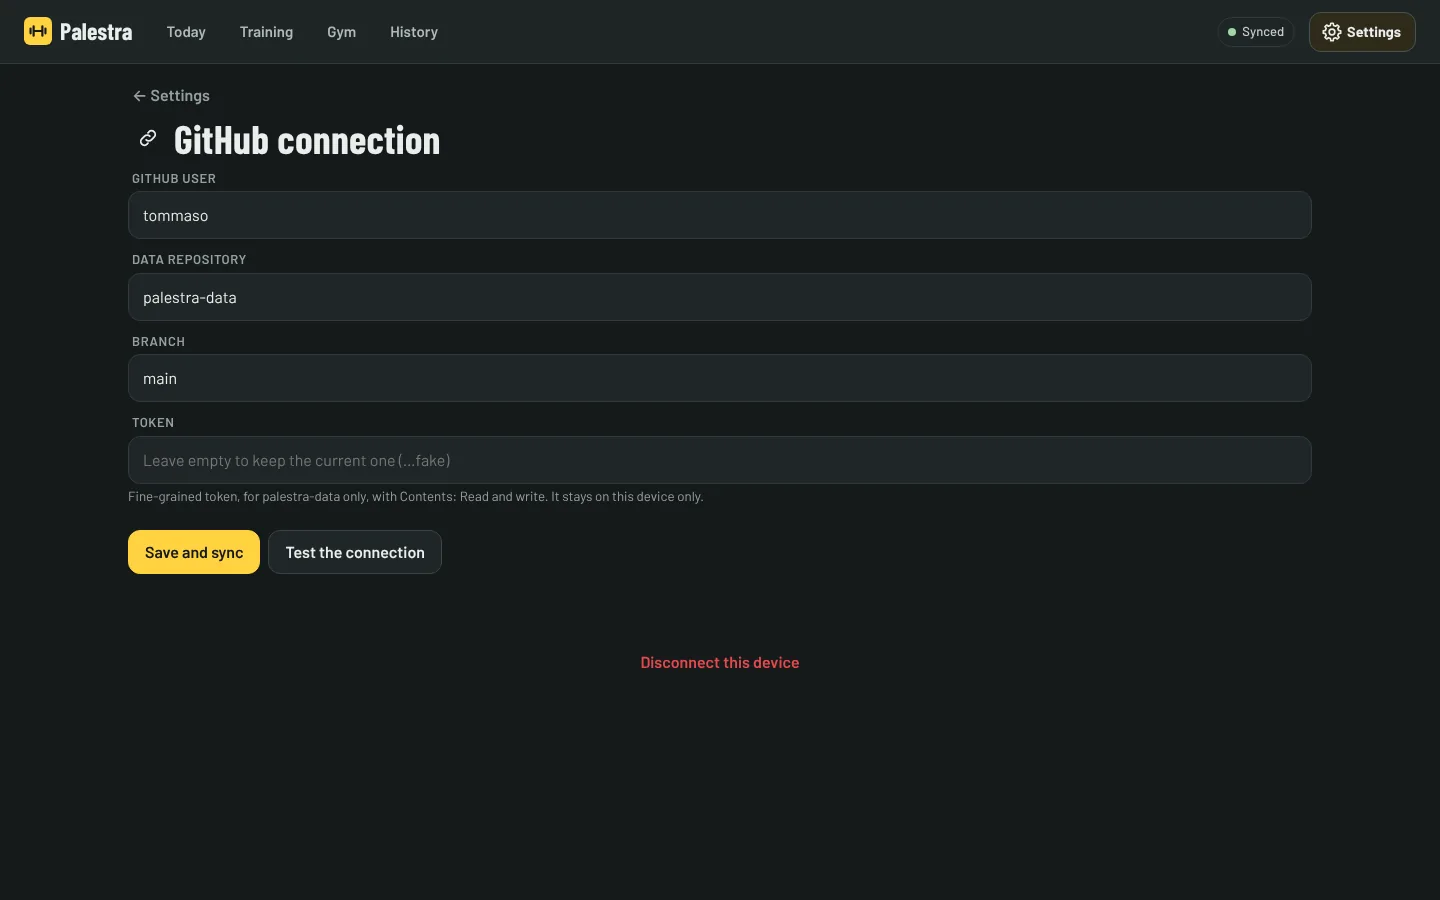 Palestra
Today
Training
Gym
History
Synced
Settings
← Settings
GitHub connection
GITHUB USER
tommaso
DATA REPOSITORY
palestra-data
BRANCH
main
TOKEN
Leave empty to keep the current one (...fake)
Fine-grained token, for palestra-data only, with Contents: Read and write. It stays on this device only.
Save and sync
Test the connection
Disconnect this device